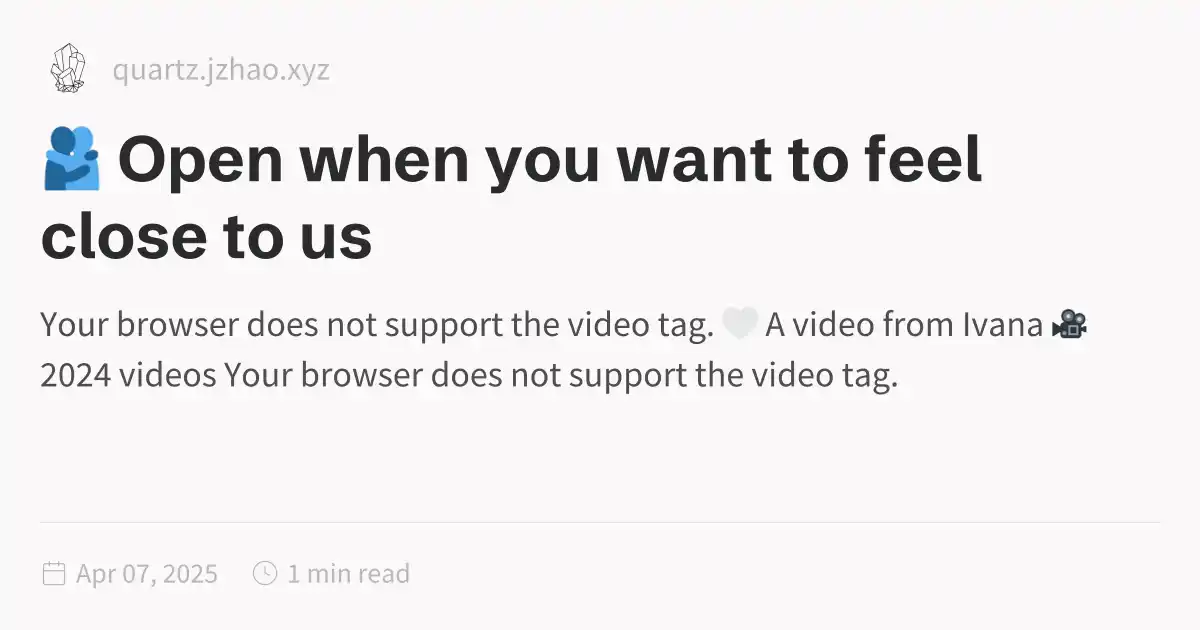 quartz.jzhao.xyz
🫂 Open when you want to feel
close to us
Your browser does not support the video tag. 🤍 A video from Ivana 🎥
2024 videos Your browser does not support the video tag.
Apr 07, 2025 1 min read